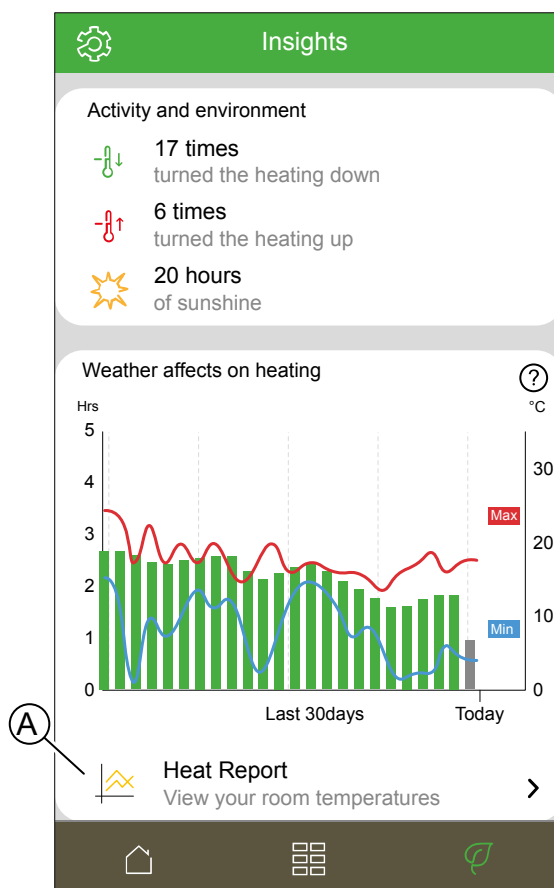 Insights
Activity and environment
17 times
turned the heating down
6 times
turned the heating up
20 hours
of sunshine
Weather affects on heating
?
Hrs
°C
5
4
3
2
1
0
30
20
10
0
Max
Min
Last 30days
Today
A
Heat Report
View your room temperatures